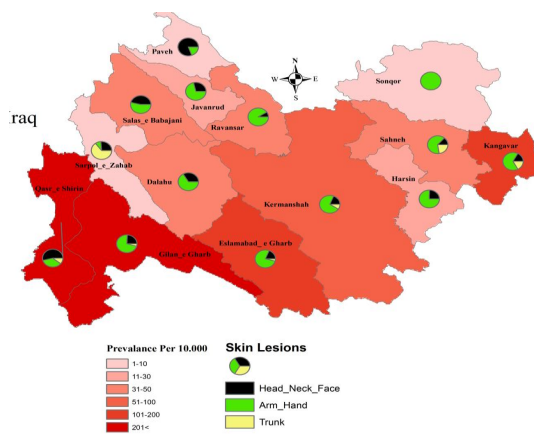 Paveh
N
W E
S
Sonqor
Javanrud
Salas_e Babajani
Ravansar
:raq
Sahneh
Kangavar
Sarpol_e_Zahab
Harsin
Qasr_e Shirin
Dalahu
Kermanshah
Gilan_e Gharb
Eslamabad_ e Gharb
Prevalance Per 10.000
1-10
11-30
31-50
51-100
101-200
201<
Skin Lesions
Head_Neck_Face
Arm_Hand
Trunk